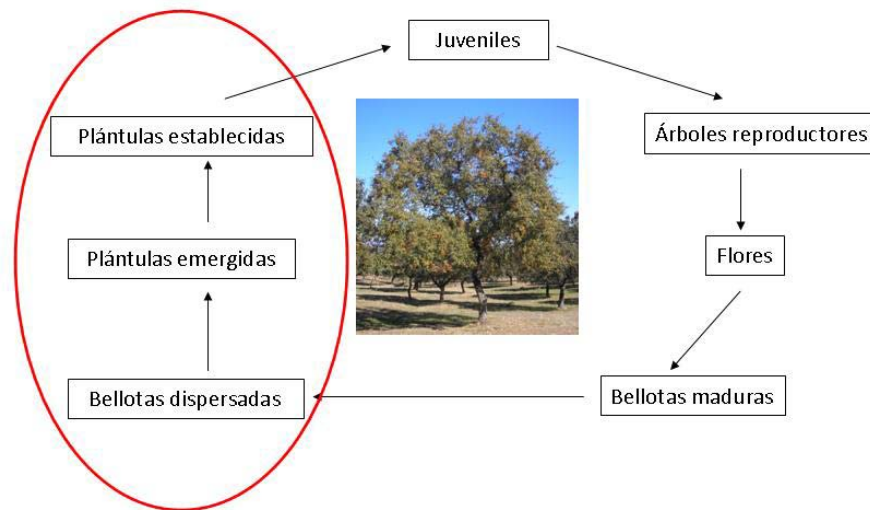 Juveniles
Plántulas establecidas
Árboles reproductores
Plántulas emergidas
Flores
Bellotas dispersadas
Bellotas maduras